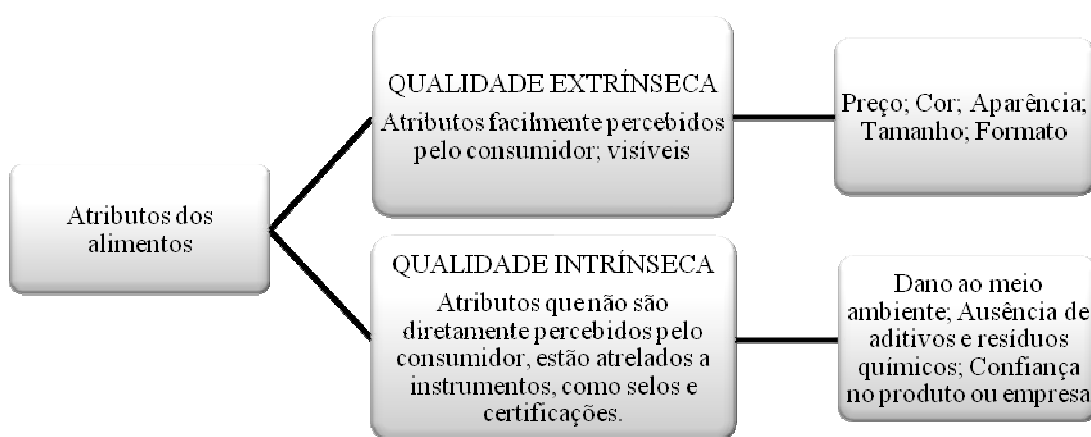 Atributos dos
alimentos
QUALIDADE EXTRÍNSECA
Atributos facilmente percebidos
pelo consumidor; visíveis
Preço; Cor; Aparência;
Tamanho; Formato
QUALIDADE INTRÍNSECA
Atributos que não são
diretamente percebidos pelo
consumidor, estão atrelados a
instrumentos, como selos e
certificações.
Dano ao meio
ambiente; Ausência de
aditivos e resíduos
químicos; Confiança
no produto ou empresa